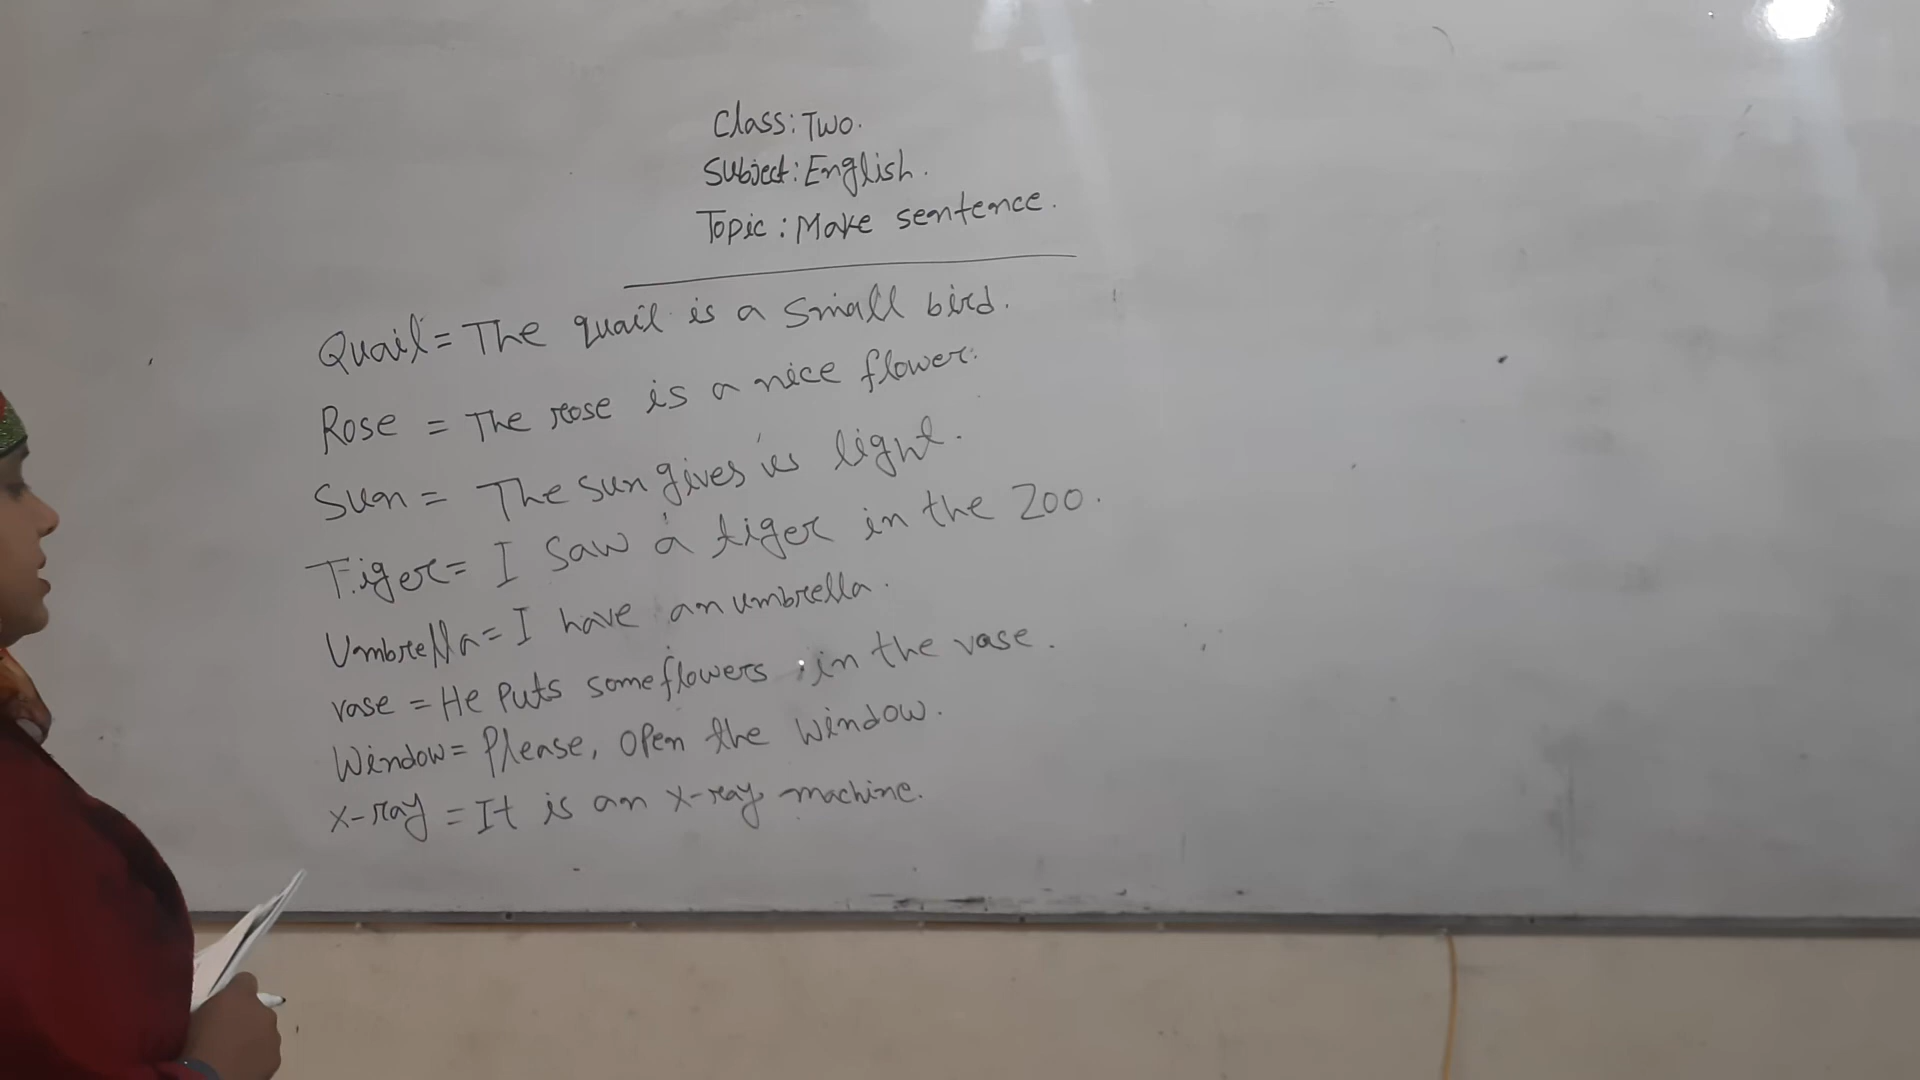 Class: Two.
Subject: English.
Topic: Make sentence.
Quail = The quail is a small bird.
Rose = The rose is a nice flower.
Sun = The sun gives us light.
Tiger = I saw a tiger in the zoo.
Umbrella = I have an umbrella.
vase = He puts some flowers in the vase.
Window = Please, open the window.
X-ray = It is an x-ray machine.